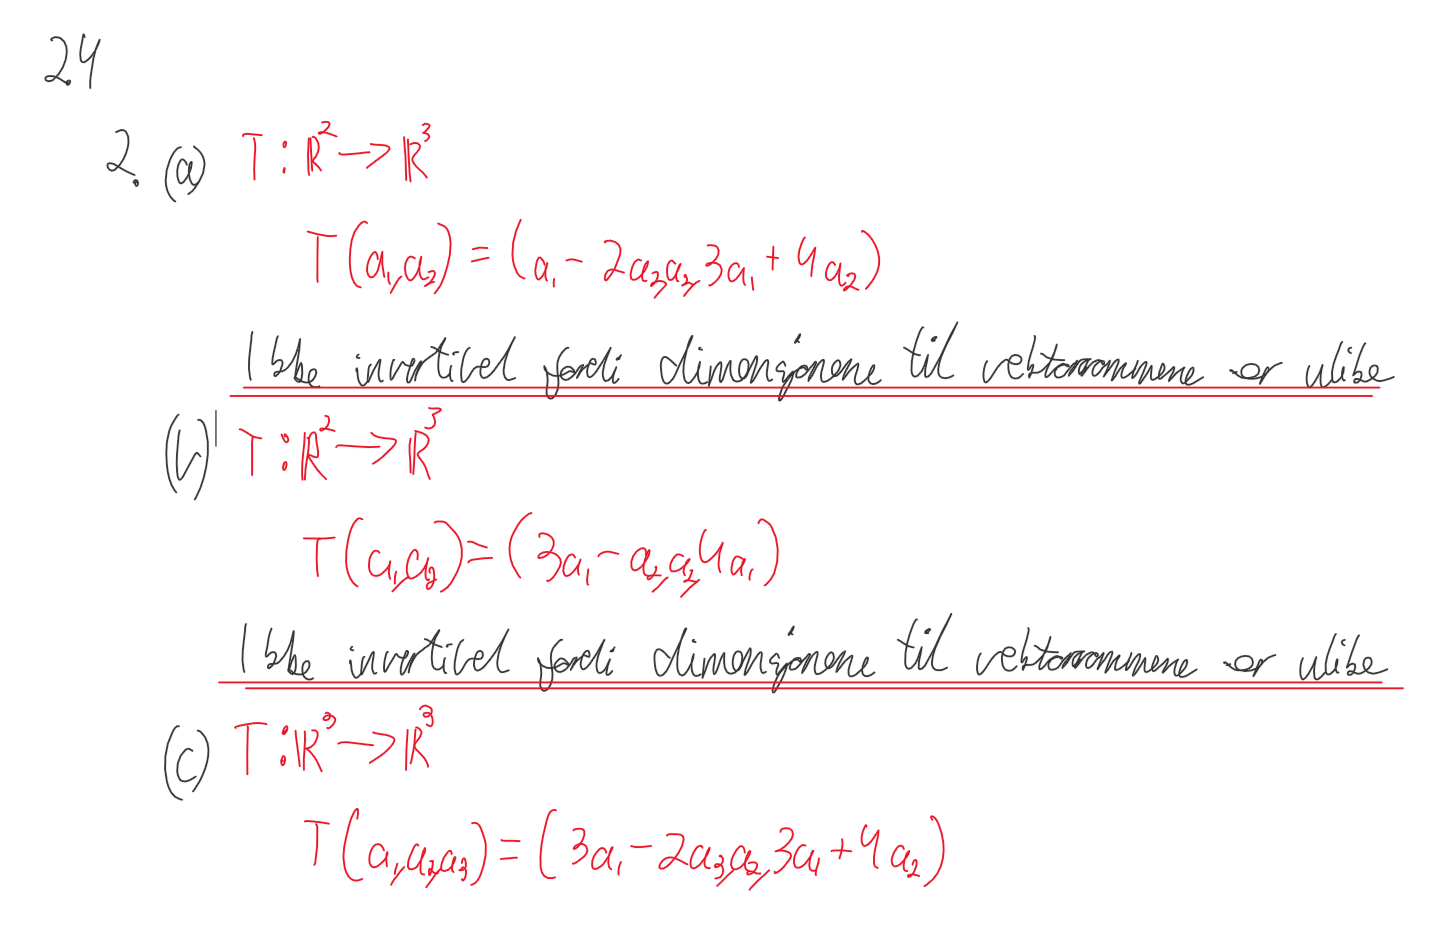 2.4
2. (a) T : ℝ² → ℝ³
T(a₁,a₂) = (a₁ - 2a₂,a₂,3a₁ + 4a₂)
Ikke invertibel fordi dimensjonene til vektorrommene er ulike
(b) T : ℝ² → ℝ³
T(a₁,a₂) = (3a₁ - a₂,a₂,4a₁)
Ikke invertibel fordi dimensjonene til vektorrommene er ulike
(c) T : ℝ³ → ℝ³
T(a₁,a₂,a₃) = (3a₁ - 2a₃,a₂,3a₁ + 4a₂)